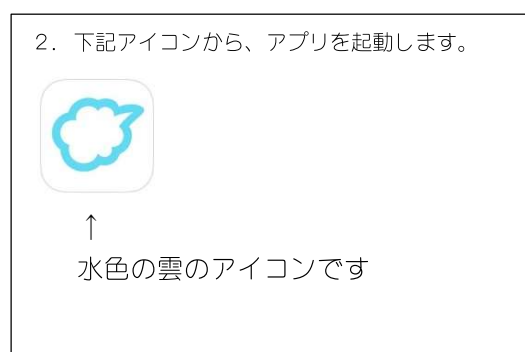 ２．下記アイコンから、アプリを起動します。
↑
水色の雲のアイコンです